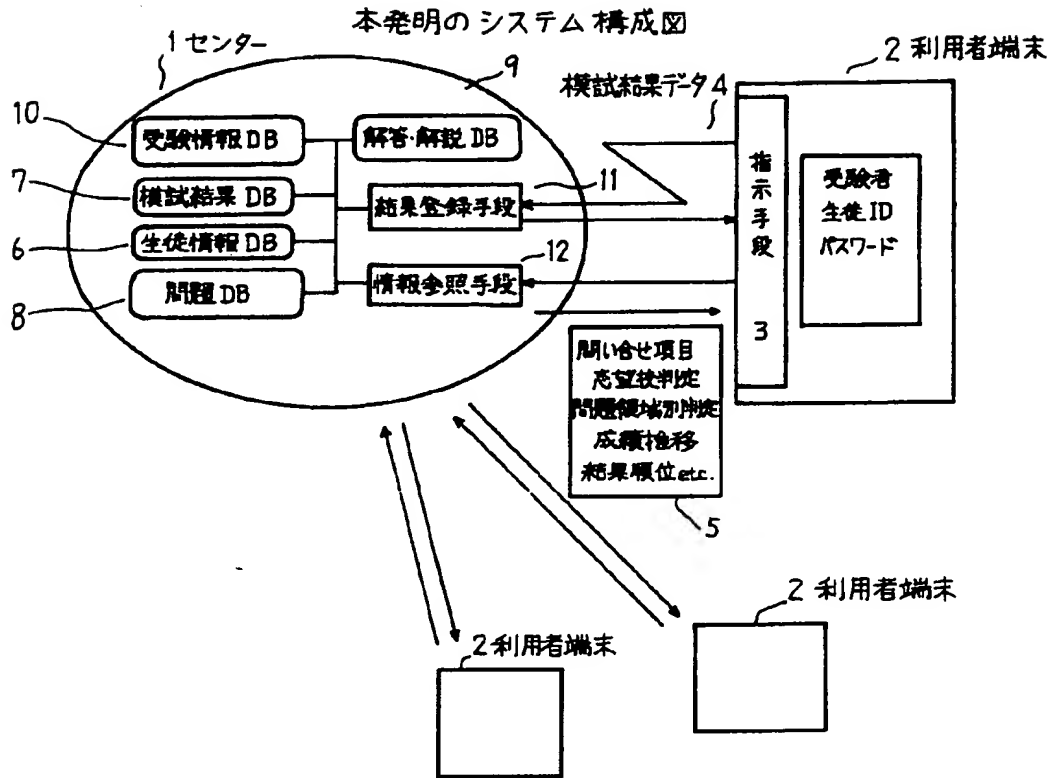 本発明のシステム構成図
1 センター
9
2 利用者端末
模試結果データ4
10
受験情報DB
解答・解説DB
7
模試結果DB
結果登録手段
11
6
生徒情報DB
12
8
問題DB
情報参照手段
指示手段
3
受験者
生徒ID
パスワード
問い合せ項目
志望校判定
問題領域別判定
成績推移
結果順位etc.
5
2 利用者端末
2 利用者端末